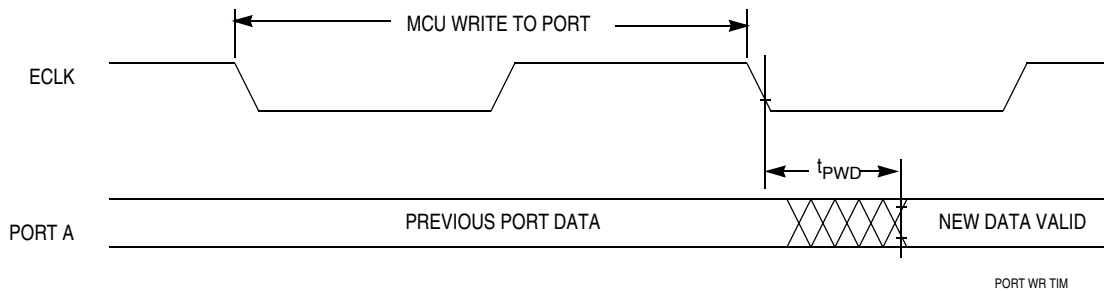 MCU WRITE TO PORT
ECLK
tPWD
PREVIOUS PORT DATA
NEW DATA VALID
PORT A
PORT WR TIM